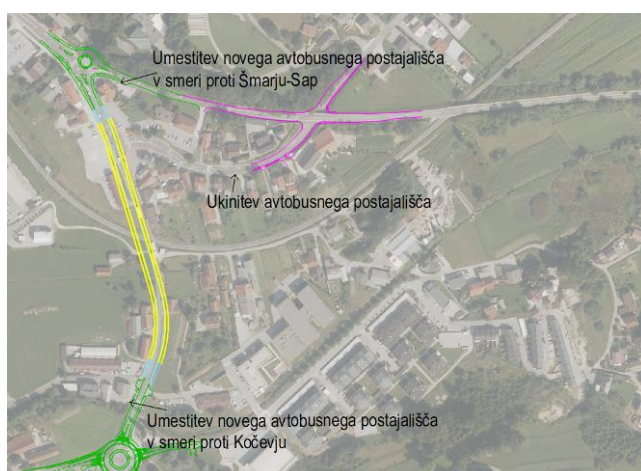 Umestitev novega avtobusnega postajališča
v smeri proti Šmarju-Sap
Ukinitev avtobusnega postajališča
Umestitev novega avtobusnega postajališča
v smeri proti Kočevju